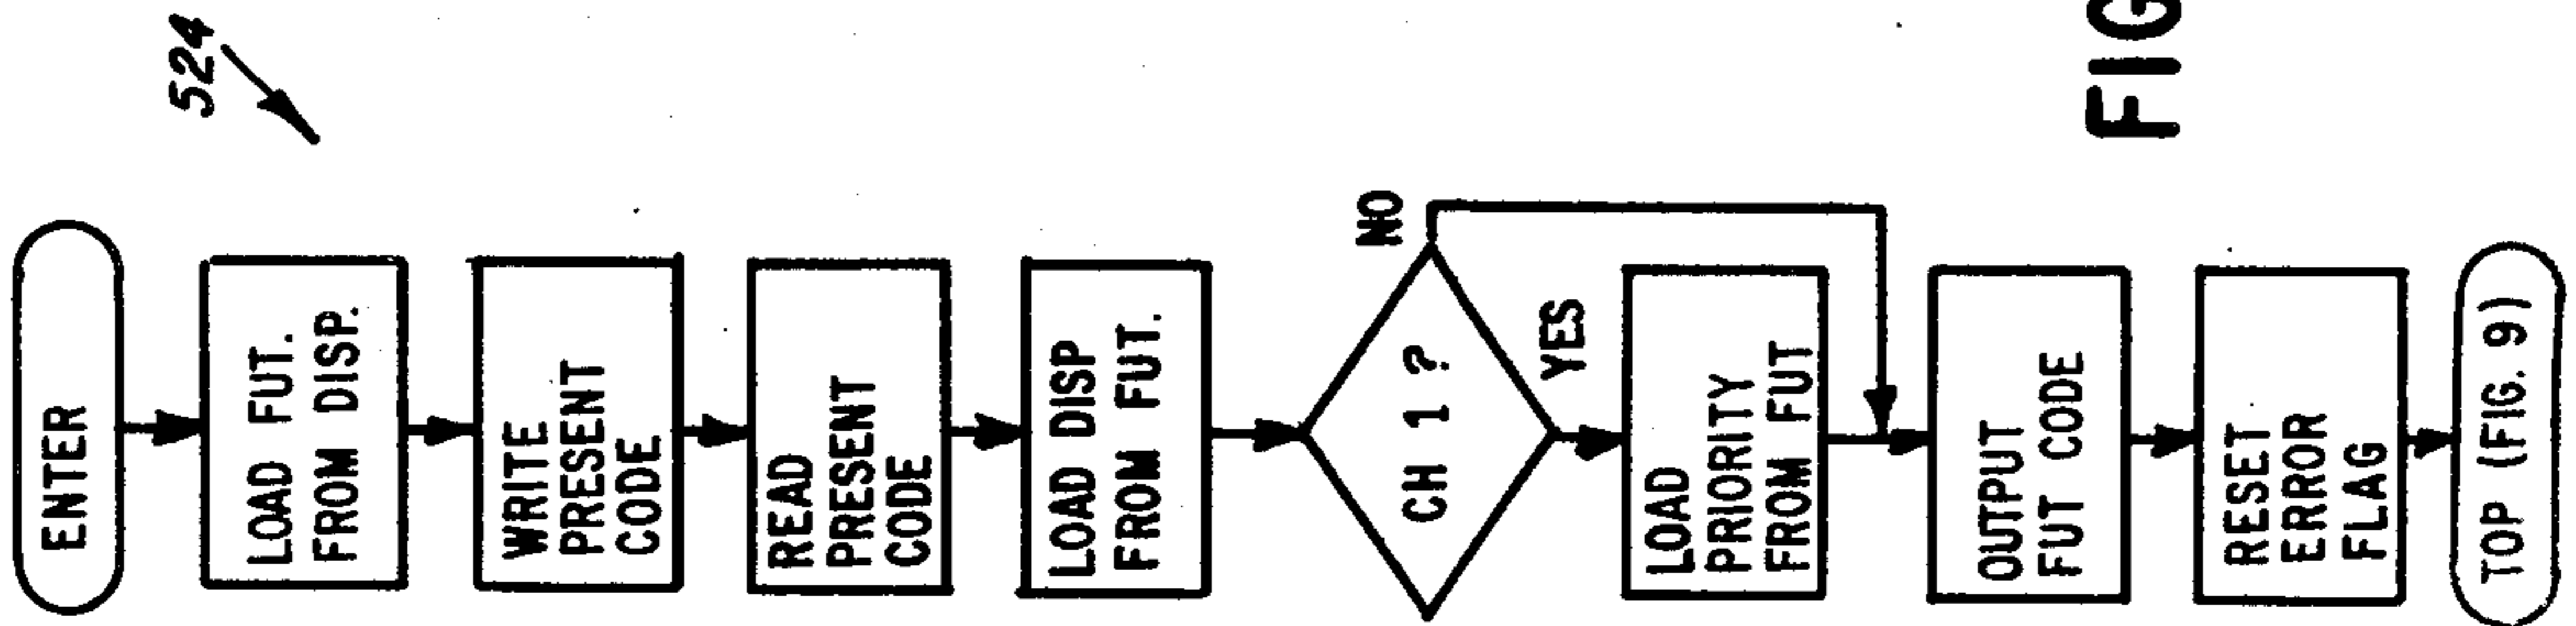 524
ENTER
LOAD FUT.
FROM DISP.
WRITE
PRESENT
CODE
READ
PRESENT
CODE
LOAD DISP
FROM FUT.
CH 1 ?
NO
YES
LOAD
PRIORITY
FROM FUT
OUTPUT
FUT CODE
RESET
ERROR
FLAG
TOP (FIG. 9)
FIG